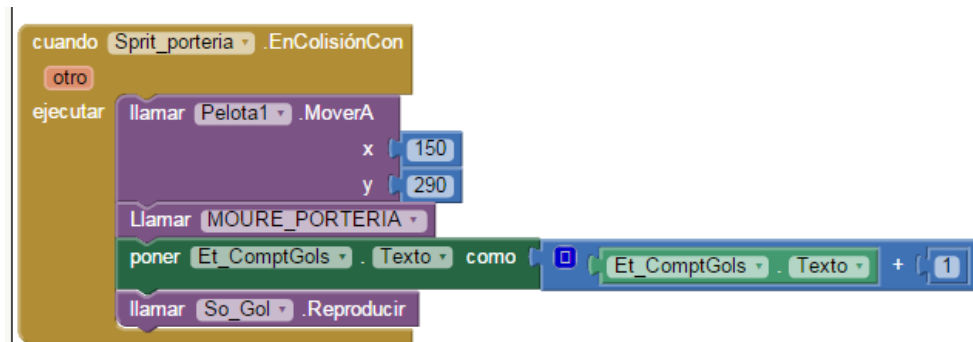 cuando Sprit_porteria .EnColisiónCon
otro
ejecutar llamar Pelota1 .MoverA
x 150
y 290
Llamar MOURE_PORTERIA
poner Et_ComptGols . Texto como Et_ComptGols . Texto + 1
llamar So_Gol .Reproducir